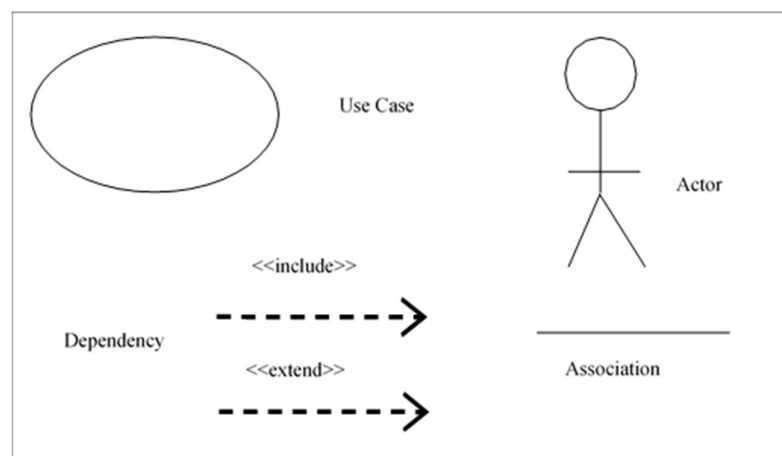 Use Case
Actor
<<include>>
Dependency
<<extend>>
Association